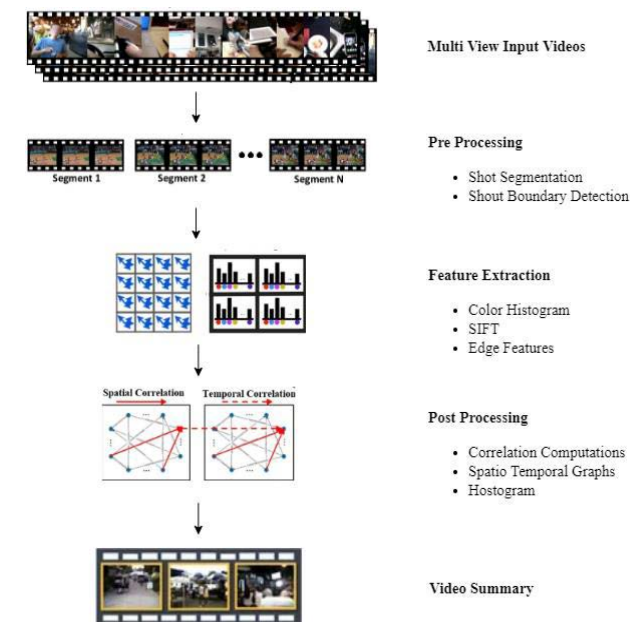 Multi View Input Videos
Pre Processing
• Shot Segmentation
• Shout Boundary Detection
Segment 1
Segment 2
Segment N
Feature Extraction
• Color Histogram
• SIFT
• Edge Features
Spatial Correlation
Temporal Correlation
Post Processing
• Correlation Computations
• Spatio Temporal Graphs
• Hostogram
Video Summary